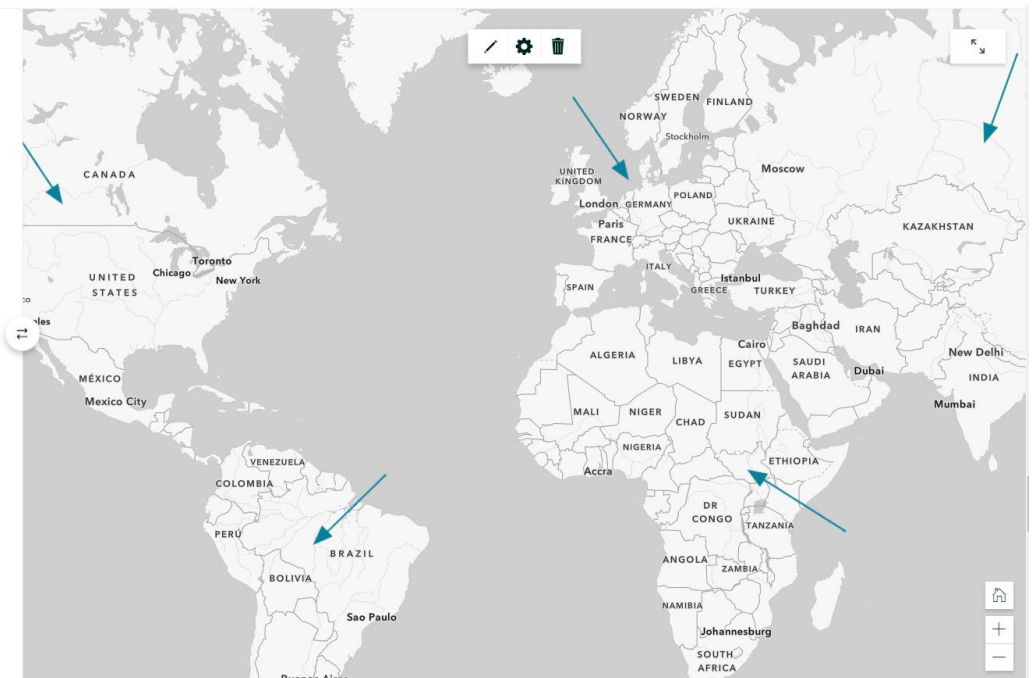 SWEDEN
FINLAND
NORWAY
Stockholm
CANADA
UNITED
KINGDOM
Moscow
London
GERMANY
POLAND
Paris
FRANCE
UKRAINE
KAZAKHSTAN
Toronto
Chicago
New York
UNITED
STATES
ITALY
Istanbul
SPAIN
GREECE
TURKEY
co
les
Baghdad
IRAN
Cairo
New Delhi
ALGERIA
LIBYA
EGYPT
SAUDI
ARABIA
Dubai
INDIA
MÉXICO
Mexico City
Mumbai
MALI
NIGER
CHAD
SUDAN
NIGERIA
VENEZUELA
Accra
ETHIOPIA
COLOMBIA
DR
CONGO
TANZANIA
PERÚ
BRAZIL
BOLIVIA
ANGOLA
ZAMBIA
NAMIBIA
Sao Paulo
Johannesburg
SOUTH
AFRICA